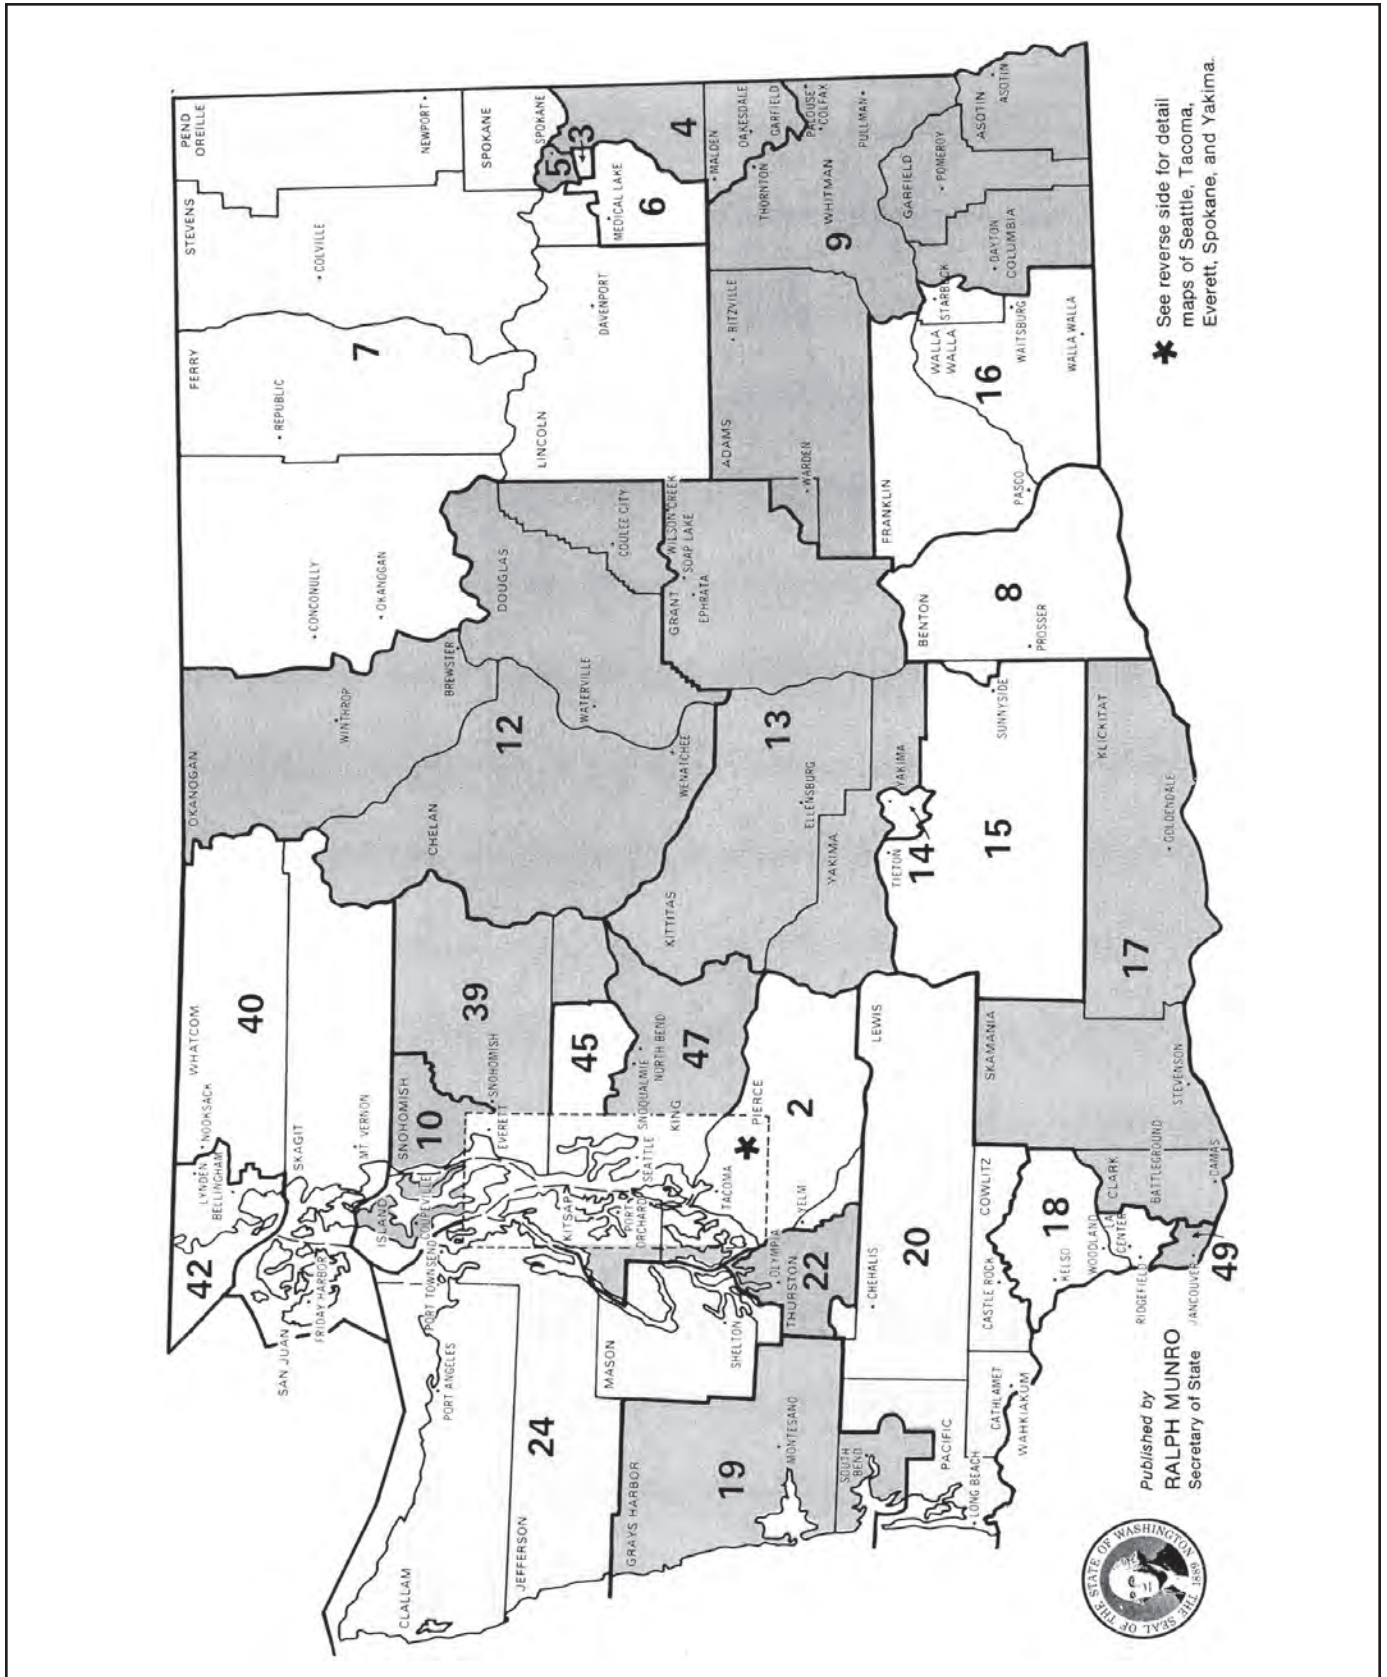 CLALLAM
PORT ANGELES
JEFFERSON
24
PORT TOWNSEND
SAN JUAN
FRIDAY HARBOR
42
LYNDEN
BELLINGHAM
NOOKSACK
WHATCOM
40
SKAGIT
MT VERNON
ISLAND
COUPEVILLE
SNOHOMISH
10
39
SNOHOMISH
EVERETT
OKANOGAN
WINTHROP
BREWSTER
CHELAN
12
DOUGLAS
WATERVILLE
WENATCHEE
CONCONULLY
OKANOGAN
FERRY
REPUBLIC
7
STEVENS
COLVILLE
PEND
OREILLE
NEWPORT
SPOKANE
SPOKANE
5
3
4
MEDICAL LAKE
6
LINCOLN
DAVENPORT
COULEE CITY
GRANT
WILSON CREEK
SOAP LAKE
EPHRATA
KITSAP
PORT
ORCHARD
SEATTLE
45
SNOQUALMIE
NORTH BEND
KING
47
KITTITAS
ELLENSBURG
13
YAKIMA
YAKIMA
MASON
SHELTON
GRAYS HARBOR
19
MONTESANO
THURSTON
OLYMPIA
22
YELM
TACOMA
*
PIERCE
2
ADAMS
RITZVILLE
WARDEN
MALDEN
OAKESDALE
GARFIELD
THORNTON
PALOUSE
COLFAX
WHITMAN
9
PULLMAN
GARFIELD
POMEROY
ASOTIN
ASOTIN
DAYTON
COLUMBIA
STARBUCK
WALLA
WALLA
16
WAITSBURG
WALLA WALLA
FRANKLIN
PASCO
BENTON
8
PROSSER
TIETON
14
15
SUNNYSIDE
SOUTH
BEND
PACIFIC
LONG BEACH
CHEHALIS
20
LEWIS
CATHLAMET
WAHKIAKUM
CASTLE ROCK
COWLITZ
KELSO
18
WOODLAND
LA
CENTER
RIDGEFIELD
CLARK
BATTLEGROUND
VANCOUVER
CAMAS
49
SKAMANIA
STEVENSON
KLICKITAT
17
GOLDENDALE
THE SEAL OF THE STATE OF WASHINGTON
1889
Published by
RALPH MUNRO
Secretary of State
* See reverse side for detail
maps of Seattle, Tacoma,
Everett, Spokane, and Yakima.